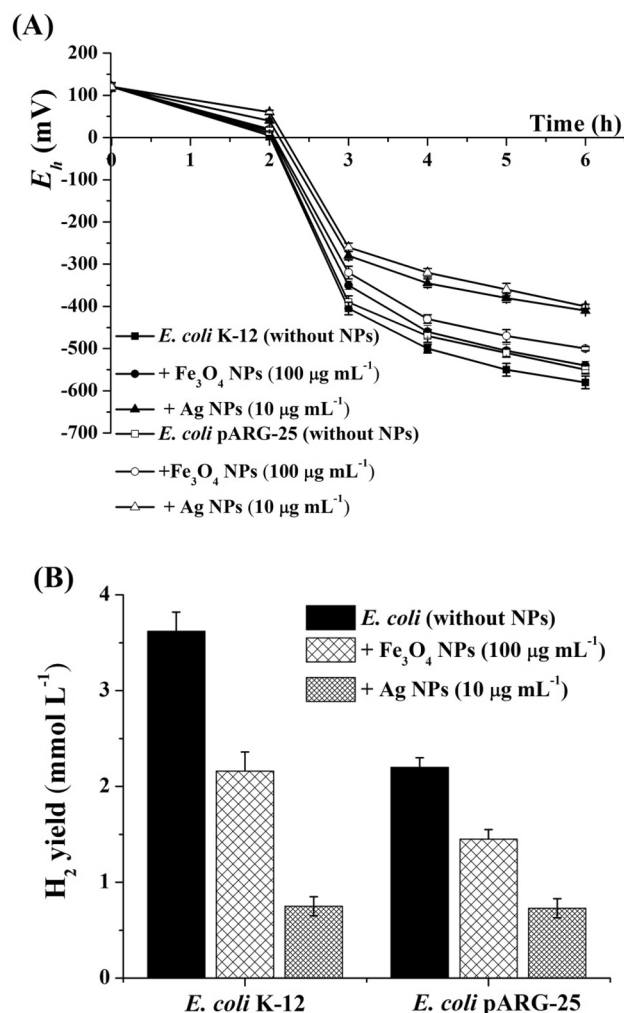 (A)
200
100
0
-100
-200
-300
-400
-500
-600
-700
E_h (mV)
Time (h)
0 1 2 3 4 5 6
E. coli K-12 (without NPs)
+ Fe₃O₄ NPs (100 μg mL⁻¹)
+ Ag NPs (10 μg mL⁻¹)
E. coli pARG-25 (without NPs)
+Fe₃O₄ NPs (100 μg mL⁻¹)
+ Ag NPs (10 μg mL⁻¹)
(B)
4
3
2
1
0
H₂ yield (mmol L⁻¹)
E. coli (without NPs)
+ Fe₃O₄ NPs (100 μg mL⁻¹)
+ Ag NPs (10 μg mL⁻¹)
E. coli K-12 E. coli pARG-25